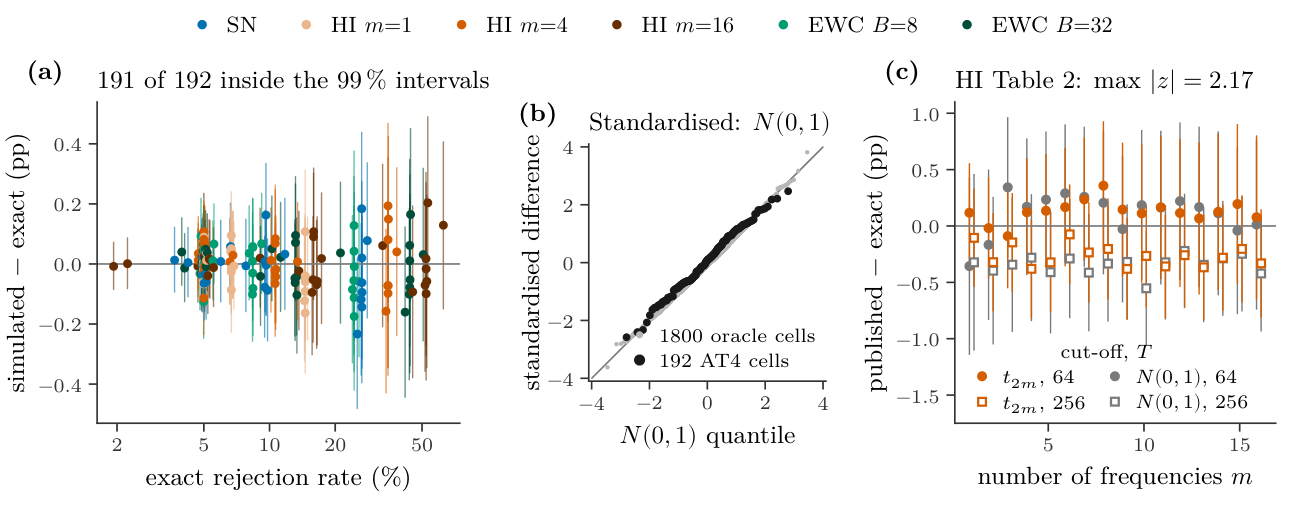 SN HI m=1 HI m=4 HI m=16 EWC B=8 EWC B=32
(a)
191 of 192 inside the 99 % intervals
simulated − exact (pp)
0.4
0.2
0.0
−0.2
−0.4
2 5 10 20 50
exact rejection rate (%)
(b)
Standardised: N(0, 1)
standardised difference
4
2
0
−2
−4
1800 oracle cells
192 AT4 cells
−4 −2 0 2 4
N(0, 1) quantile
(c)
HI Table 2: max |z| = 2.17
published − exact (pp)
1.0
0.5
0.0
−0.5
−1.0
−1.5
cut-off, T
t2m, 64 N(0, 1), 64
t2m, 256 N(0, 1), 256
5 10 15
number of frequencies m